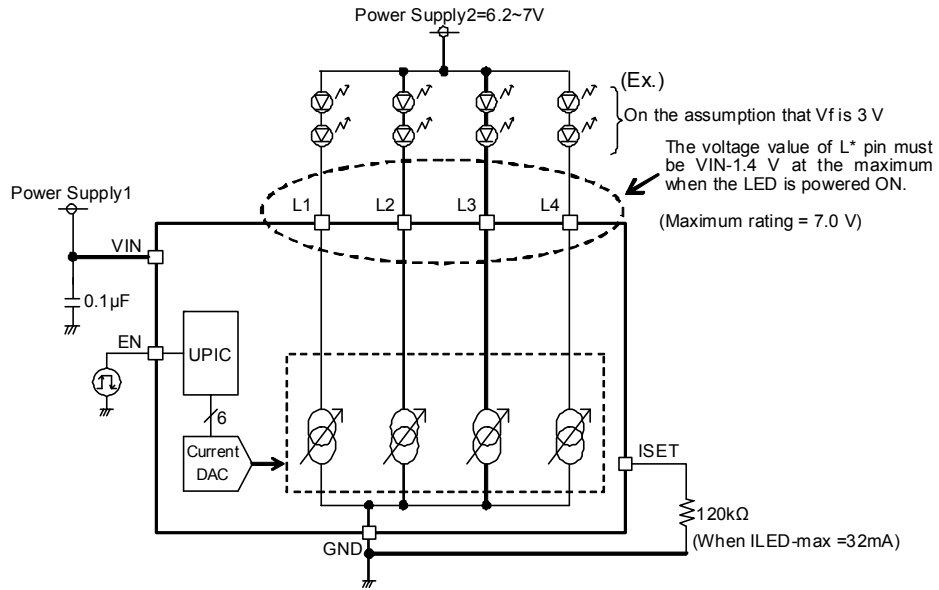 Power Supply2=6.2~7V
(Ex.)
On the assumption that Vf is 3 V
The voltage value of L* pin must
be VIN-1.4 V at the maximum
when the LED is powered ON.
(Maximum rating = 7.0 V)
Power Supply1
L1
L2
L3
L4
VIN
0.1µF
EN
UPIC
6
Current
DAC
ISET
120kΩ
(When ILED-max =32mA)
GND